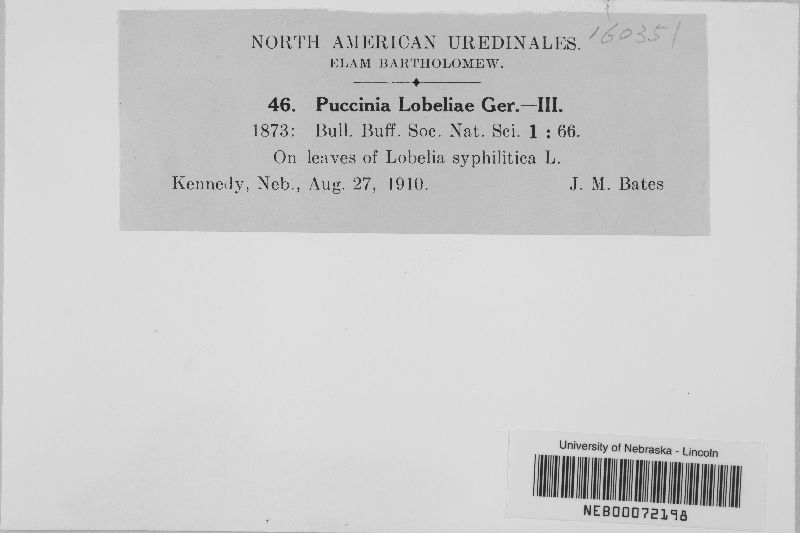 160351
NORTH AMERICAN UREDINALES.
ELAM BARTHOLOMEW.
46. Puccinia Lobeliae Ger.—III.
1873: Bull. Buff. Soc. Nat. Sci. 1 : 66.
On leaves of Lobelia syphilitica L.
Kennedy, Neb., Aug. 27, 1910. J. M. Bates
University of Nebraska - Lincoln
NEB00072198